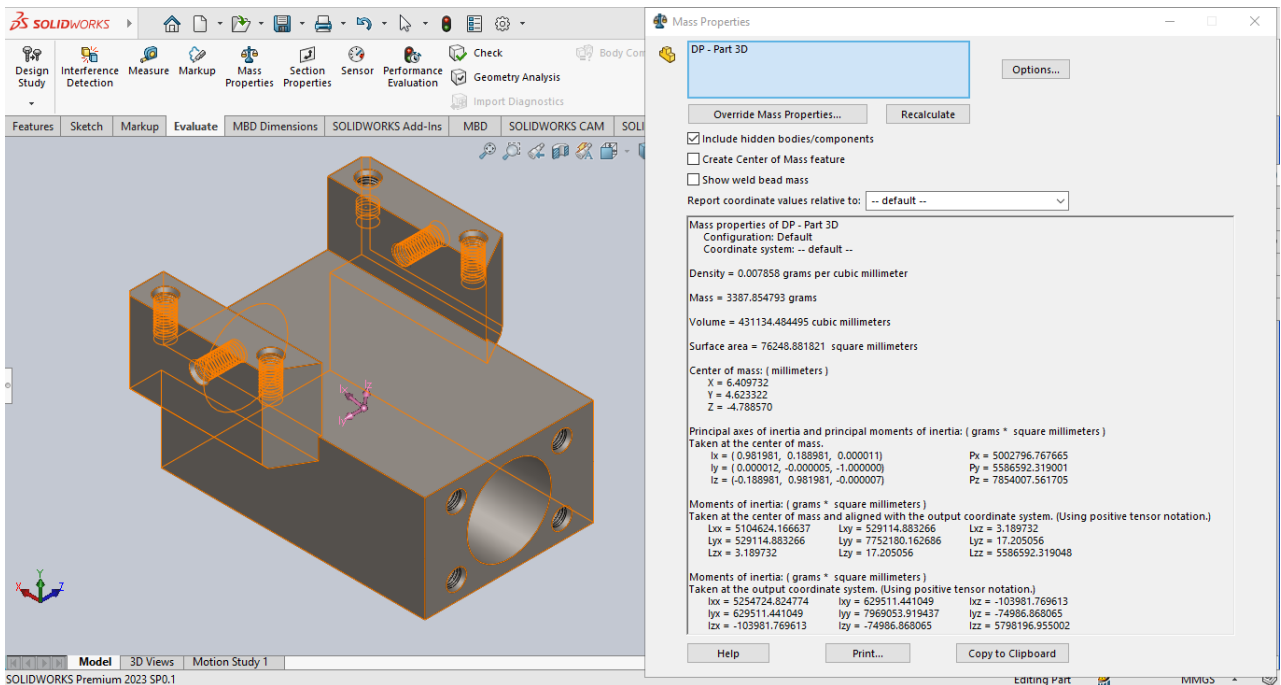 SOLIDWORKS
Design Study
Interference Detection
Measure
Markup
Mass Properties
Section Properties
Sensor
Performance Evaluation
Check
Geometry Analysis
Import Diagnostics
Body Com
Features Sketch Markup Evaluate MBD Dimensions SOLIDWORKS Add-Ins MBD SOLIDWORKS CAM SOLI
Ix Iz
Iy
Y
X Z
Model 3D Views Motion Study 1
SOLIDWORKS Premium 2023 SP0.1
Mass Properties
DP - Part 3D
Options...
Override Mass Properties... Recalculate
Include hidden bodies/components
Create Center of Mass feature
Show weld bead mass
Report coordinate values relative to: -- default --
Mass properties of DP - Part 3D
Configuration: Default
Coordinate system: -- default --
Density = 0.007858 grams per cubic millimeter
Mass = 3387.854793 grams
Volume = 431134.484495 cubic millimeters
Surface area = 76248.881821 square millimeters
Center of mass: ( millimeters )
X = 6.409732
Y = 4.623322
Z = -4.788570
Principal axes of inertia and principal moments of inertia: ( grams * square millimeters )
Taken at the center of mass.
Ix = ( 0.981981, 0.188981, 0.000011) Px = 5002796.767665
Iy = ( 0.000012, -0.000005, -1.000000) Py = 5586592.319001
Iz = (-0.188981, 0.981981, -0.000007) Pz = 7854007.561705
Moments of inertia: ( grams * square millimeters )
Taken at the center of mass and aligned with the output coordinate system. (Using positive tensor notation.)
Lxx = 5104624.166637 Lxy = 529114.883266 Lxz = 3.189732
Lyx = 529114.883266 Lyy = 7752180.162686 Lyz = 17.205056
Lzx = 3.189732 Lzy = 17.205056 Lzz = 5586592.319048
Moments of inertia: ( grams * square millimeters )
Taken at the output coordinate system. (Using positive tensor notation.)
Ixx = 5254724.824774 Ixy = 629511.441049 Ixz = -103981.769613
Iyx = 629511.441049 Iyy = 7969053.919437 Iyz = -74986.868065
Izx = -103981.769613 Izy = -74986.868065 Izz = 5798196.955002
Help Print... Copy to Clipboard
Editing Part MMGS